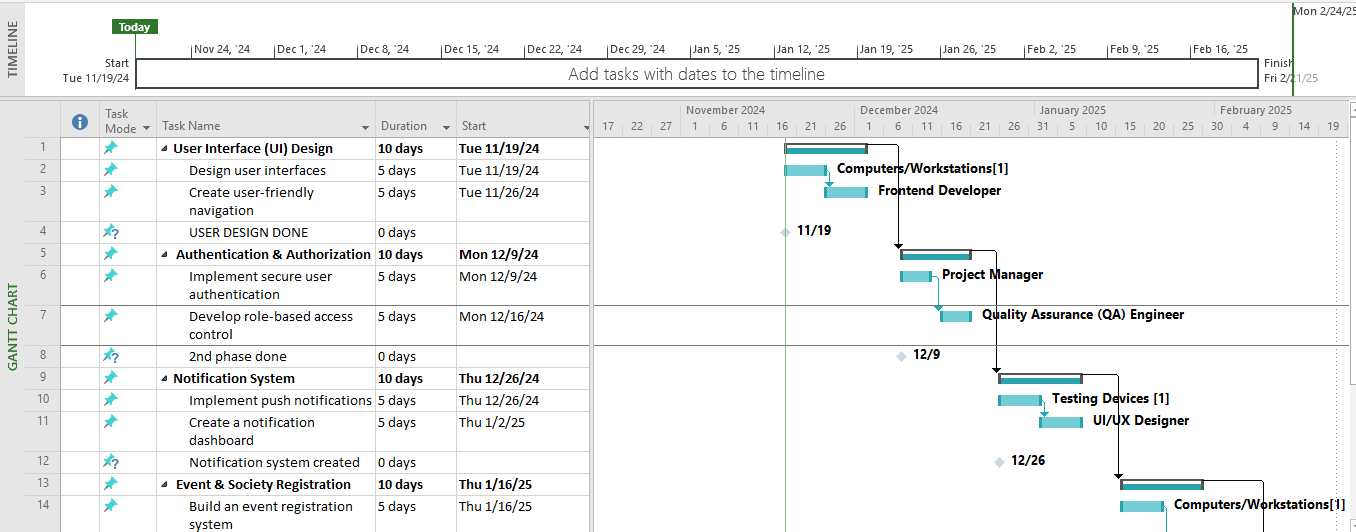 TIMELINE
Today
Mon 2/24/25
Nov 24, '24 Dec 1, '24 Dec 8, '24 Dec 15, '24 Dec 22, '24 Dec 29, '24 Jan 5, '25 Jan 12, '25 Jan 19, '25 Jan 26, '25 Feb 2, '25 Feb 9, '25 Feb 16, '25
Start
Tue 11/19/24
Add tasks with dates to the timeline
Finish
Fri 2/21/25
GANTT CHART
Task Mode Task Name Duration Start
November 2024 December 2024 January 2025 February 2025
17 22 27 1 6 11 16 21 26 1 6 11 16 21 26 31 5 10 15 20 25 30 4 9 14 19
1 User Interface (UI) Design 10 days Tue 11/19/24
2 Design user interfaces 5 days Tue 11/19/24 Computers/Workstations[1]
3 Create user-friendly 5 days Tue 11/26/24 Frontend Developer
navigation
4 USER DESIGN DONE 0 days 11/19
5 Authentication & Authorization 10 days Mon 12/9/24
6 Implement secure user 5 days Mon 12/9/24 Project Manager
authentication
7 Develop role-based access 5 days Mon 12/16/24 Quality Assurance (QA) Engineer
control
8 2nd phase done 0 days 12/9
9 Notification System 10 days Thu 12/26/24
10 Implement push notifications 5 days Thu 12/26/24 Testing Devices [1]
11 Create a notification 5 days Thu 1/2/25 UI/UX Designer
dashboard
12 Notification system created 0 days 12/26
13 Event & Society Registration 10 days Thu 1/16/25
14 Build an event registration 5 days Thu 1/16/25 Computers/Workstations[1]
system